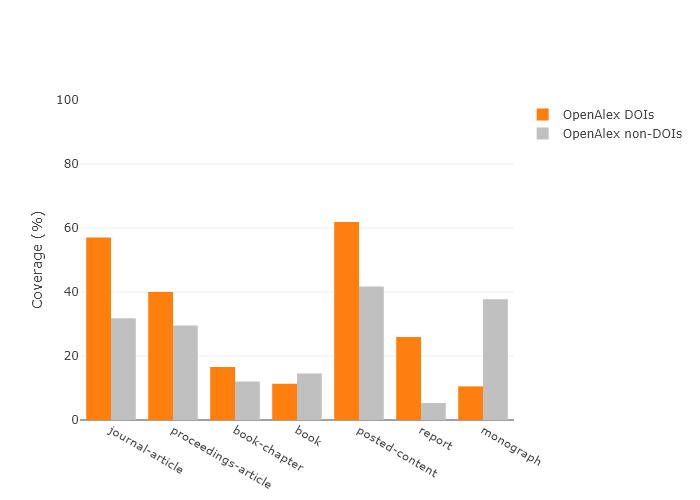 100
80
60
40
20
0
Coverage (%)
journal-article
proceedings-article
book-chapter
book
posted-content
report
monograph
OpenAlex DOIs
OpenAlex non-DOIs